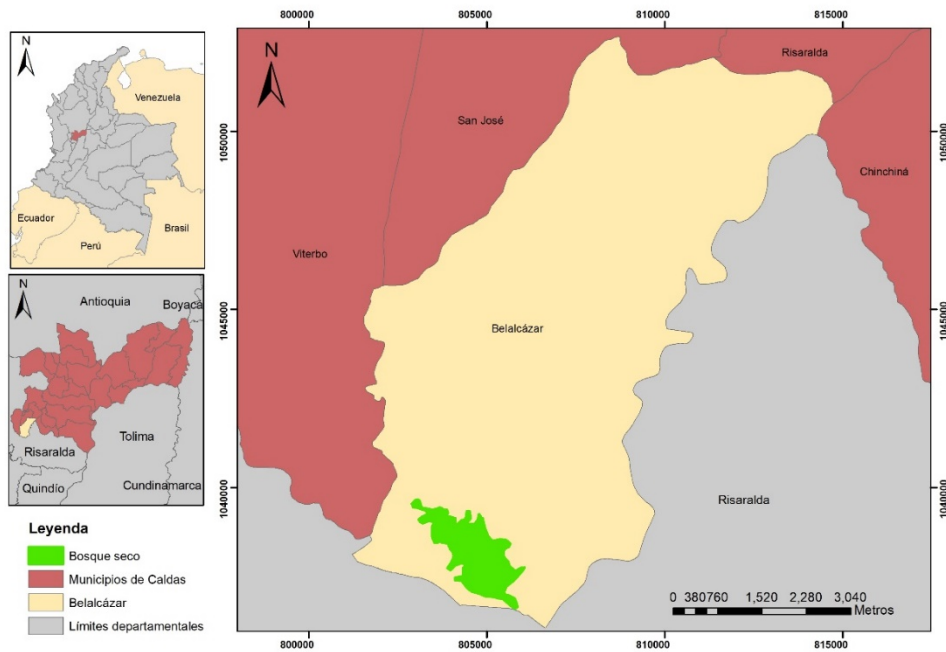 N
Venezuela
Ecuador
Perú
Brasil
N
Antioquia
Boyacá
Tolima
Risaralda
Quindío
Cundinamarca
Leyenda
Bosque seco
Municipios de Caldas
Belalcázar
Límites departamentales
800000 805000 810000 815000
N
Risaralda
San José
1050000 1050000
Chinchiná
Viterbo
1045000 1045000
Belalcázar
1040000 1040000
Risaralda
0 380760 1,520 2,280 3,040
Metros
800000 805000 810000 815000